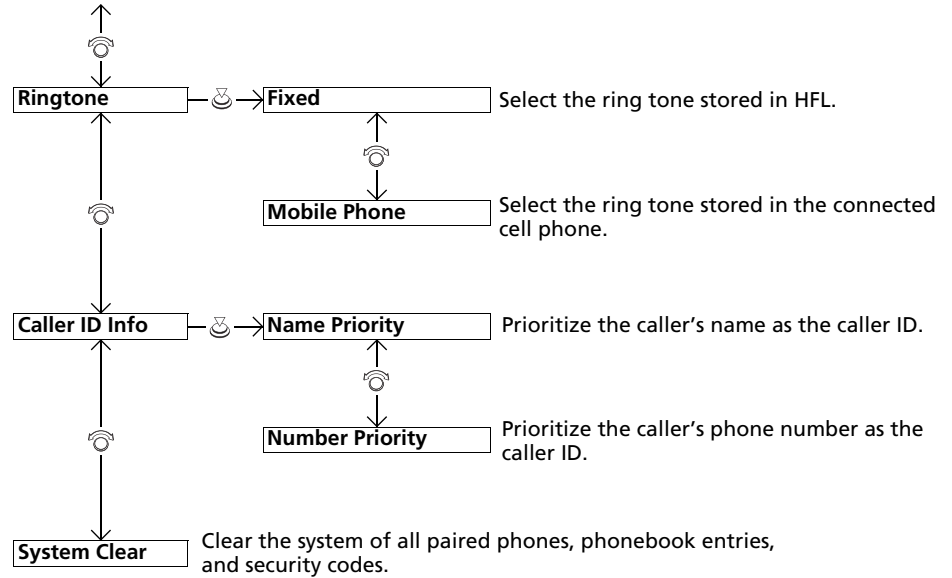 Ringtone
Fixed
Select the ring tone stored in HFL.
Mobile Phone
Select the ring tone stored in the connected
cell phone.
Caller ID Info
Name Priority
Prioritize the caller’s name as the caller ID.
Number Priority
Prioritize the caller’s phone number as the
caller ID.
System Clear
Clear the system of all paired phones, phonebook entries,
and security codes.